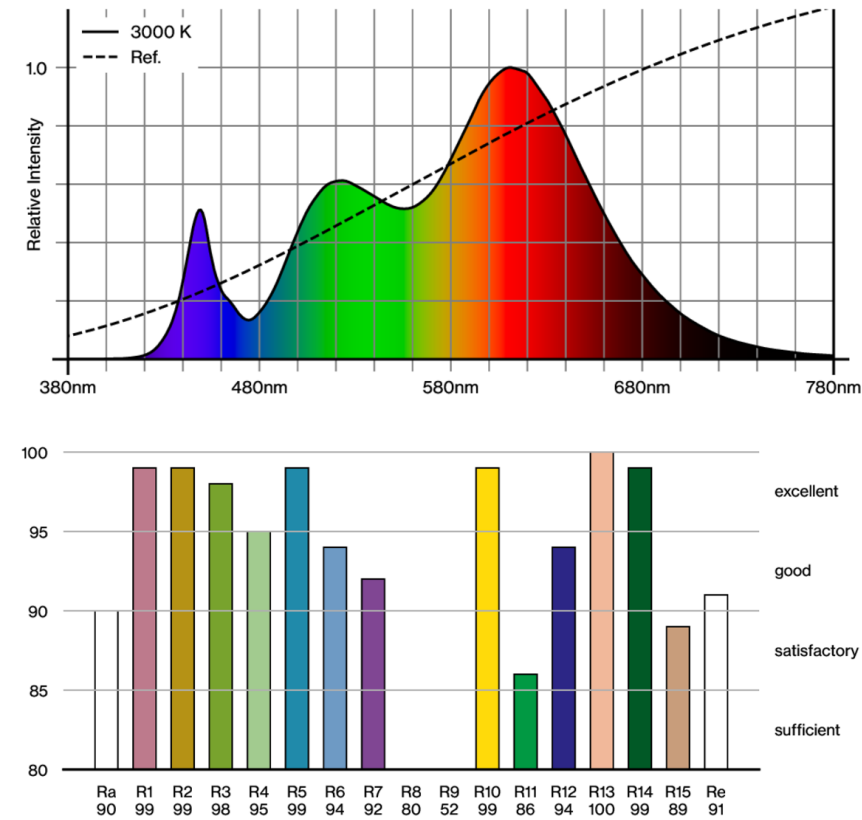 3000 K
Ref.
1.0
Relative Intensity
380nm 480nm 580nm 680nm 780nm
100
excellent
95
good
90
satisfactory
85
sufficient
80
Ra R1 R2 R3 R4 R5 R6 R7 R8 R9 R10 R11 R12 R13 R14 R15 Re
90 99 99 98 95 99 94 92 80 52 99 86 94 100 99 89 91